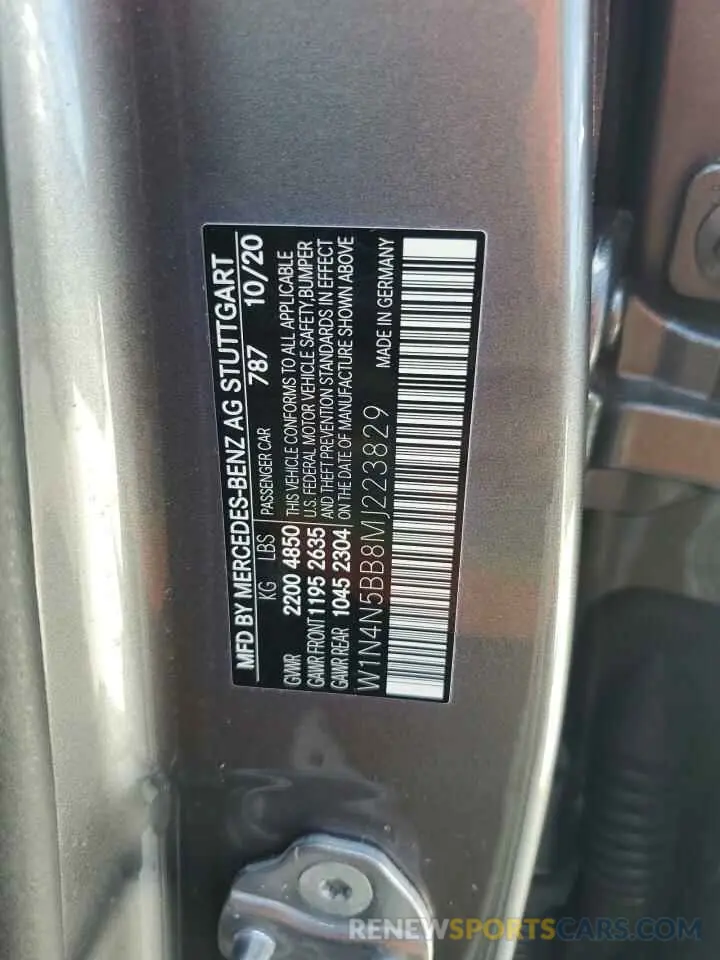 MFD BY MERCEDES-BENZ AG STUTTGART
KG LBS PASSENGER CAR 787 10/20
GVWR 2200 4850 THIS VEHICLE CONFORMS TO ALL APPLICABLE
GAWR FRONT 1195 2635 U.S. FEDERAL MOTOR VEHICLE SAFETY, BUMPER
GAWR REAR 1045 2304 AND THEFT PREVENTION STANDARDS IN EFFECT
ON THE DATE OF MANUFACTURE SHOWN ABOVE
W1N4N5BB8MJ223829 MADE IN GERMANY
RENEWSPORTSCARS.COM